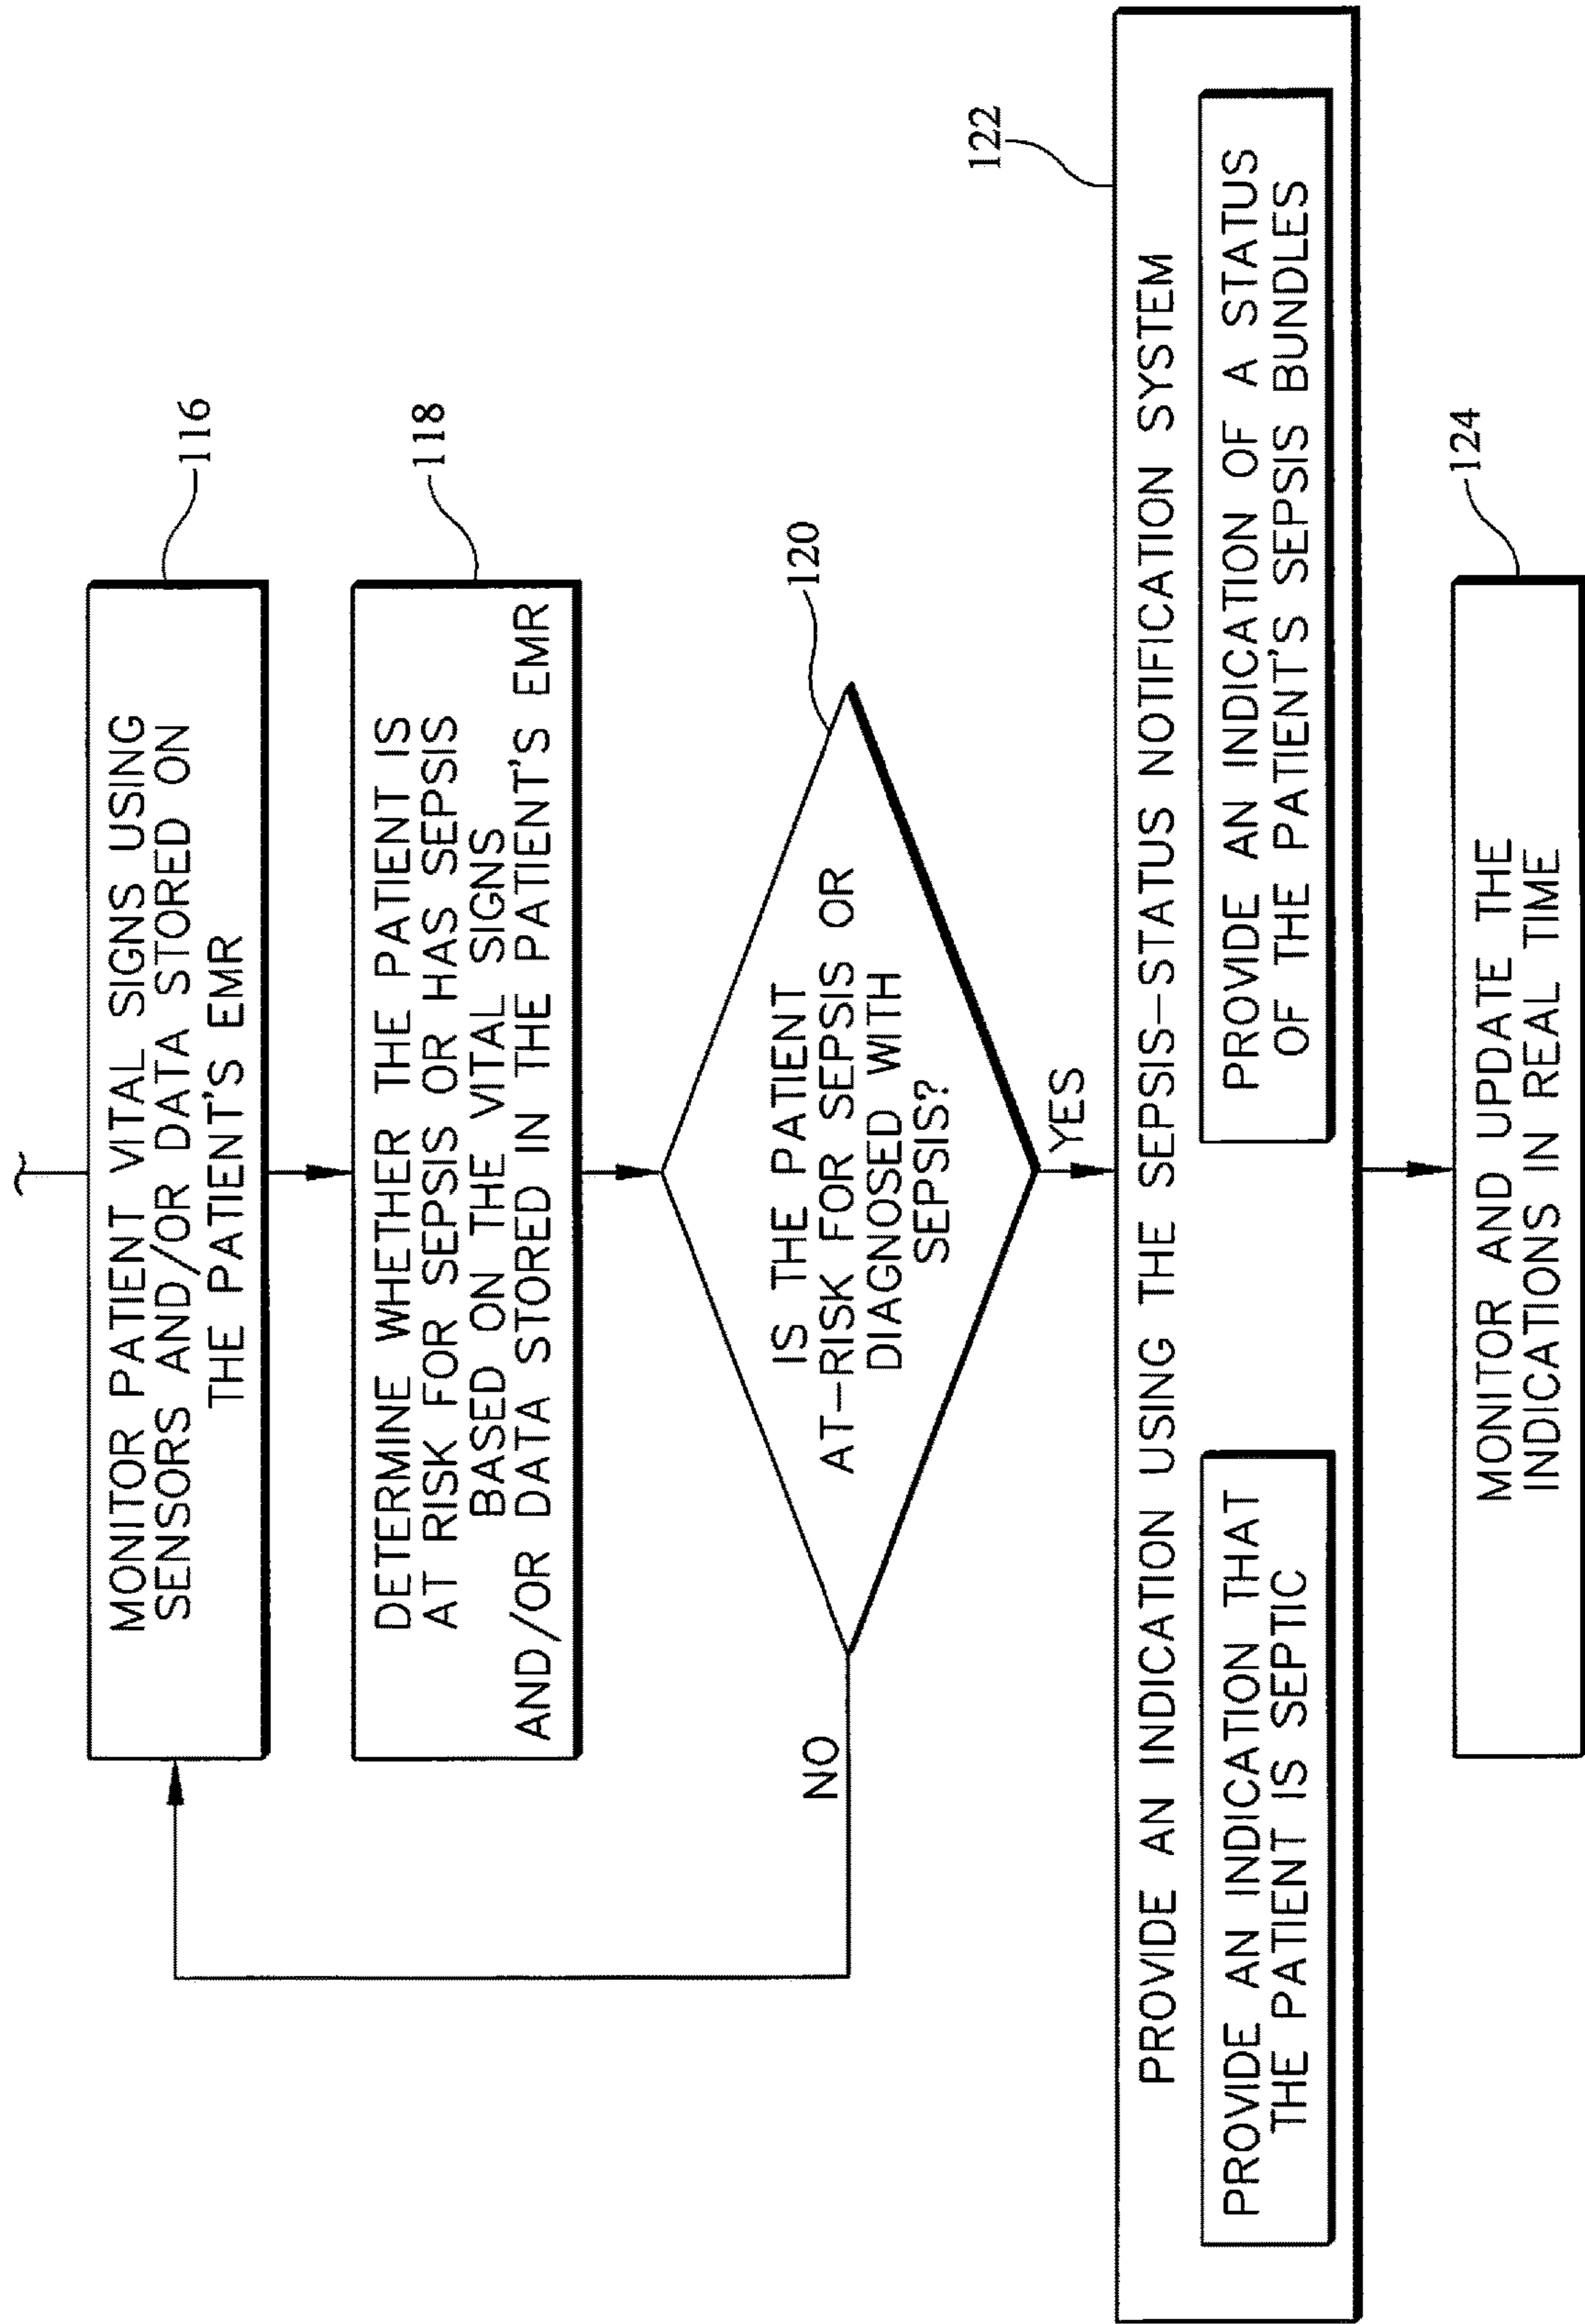 MONITOR PATIENT VITAL SIGNS USING
SENSORS AND/OR DATA STORED ON
THE PATIENT'S EMR
116
DETERMINE WHETHER THE PATIENT IS
AT RISK FOR SEPSIS OR HAS SEPSIS
BASED ON THE VITAL SIGNS
AND/OR DATA STORED IN THE PATIENT'S EMR
118
IS THE PATIENT
AT-RISK FOR SEPSIS OR
DIAGNOSED WITH
SEPSIS?
120
NO
YES
122
PROVIDE AN INDICATION USING THE SEPSIS-STATUS NOTIFICATION SYSTEM
PROVIDE AN INDICATION THAT
THE PATIENT IS SEPTIC
PROVIDE AN INDICATION OF A STATUS
OF THE PATIENT'S SEPSIS BUNDLES
MONITOR AND UPDATE THE
INDICATIONS IN REAL TIME
124